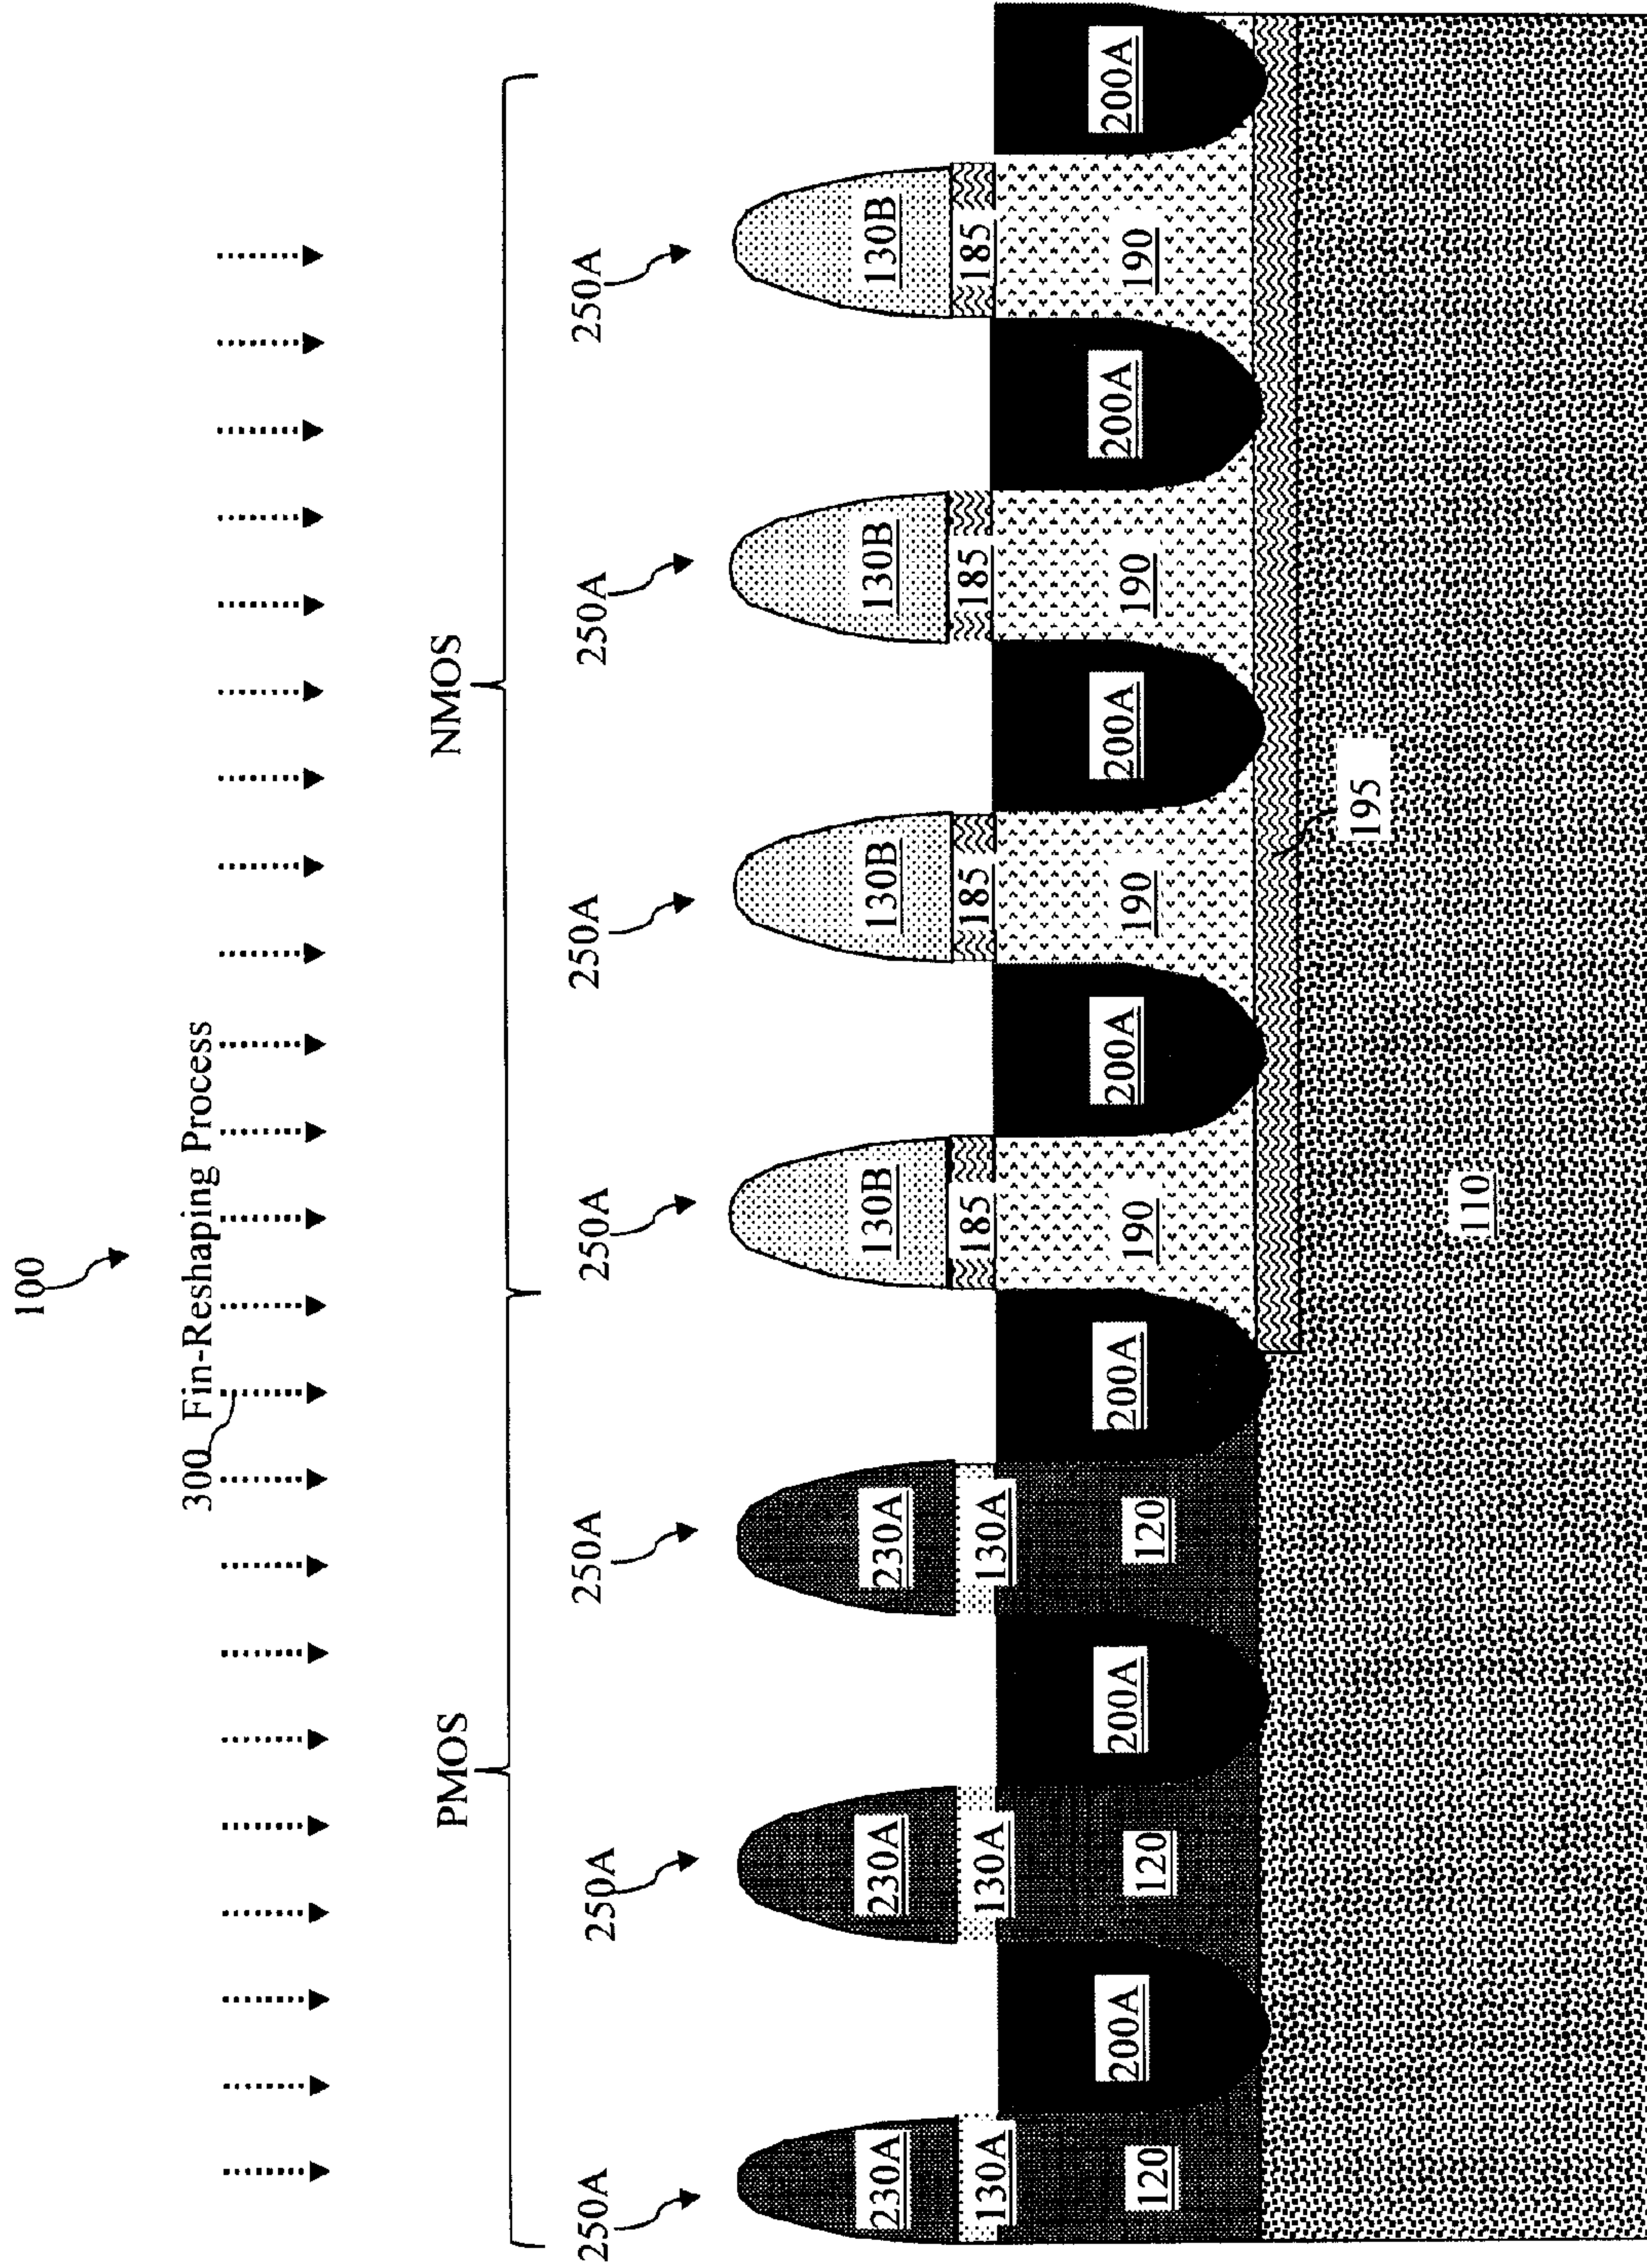 100
300 Fin-Reshaping Process
PMOS NMOS
250A 250A 250A 250A 250A 250A 250A
230A 230A 230A 130B 130B 130B 130B
130A 130A 130A 185 185 185 185
120 200A 120 200A 120 200A 190 200A 190 200A 190 200A 190 200A
195
110